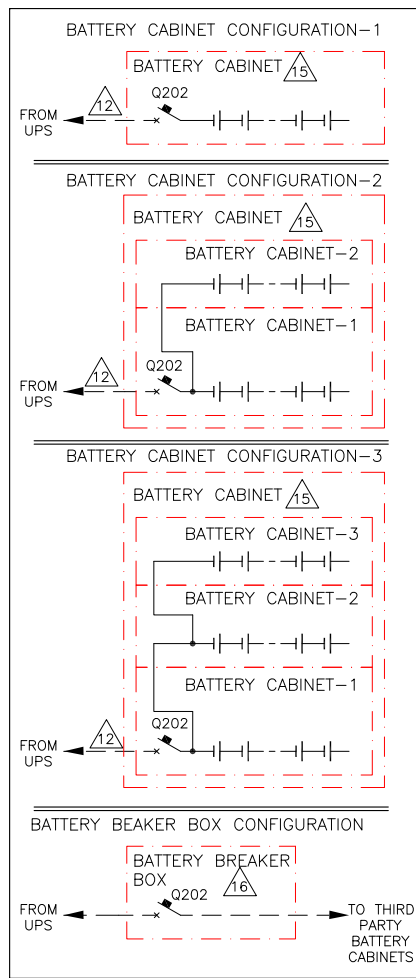 BATTERY CABINET CONFIGURATION-1
BATTERY CABINET 15
Q202
12
FROM
UPS
BATTERY CABINET CONFIGURATION-2
BATTERY CABINET 15
BATTERY CABINET-2
BATTERY CABINET-1
Q202
12
FROM
UPS
BATTERY CABINET CONFIGURATION-3
BATTERY CABINET 15
BATTERY CABINET-3
BATTERY CABINET-2
BATTERY CABINET-1
Q202
12
FROM
UPS
BATTERY BEAKER BOX CONFIGURATION
BATTERY BREAKER
BOX 16
Q202
FROM
UPS
TO THIRD
PARTY
BATTERY
CABINETS